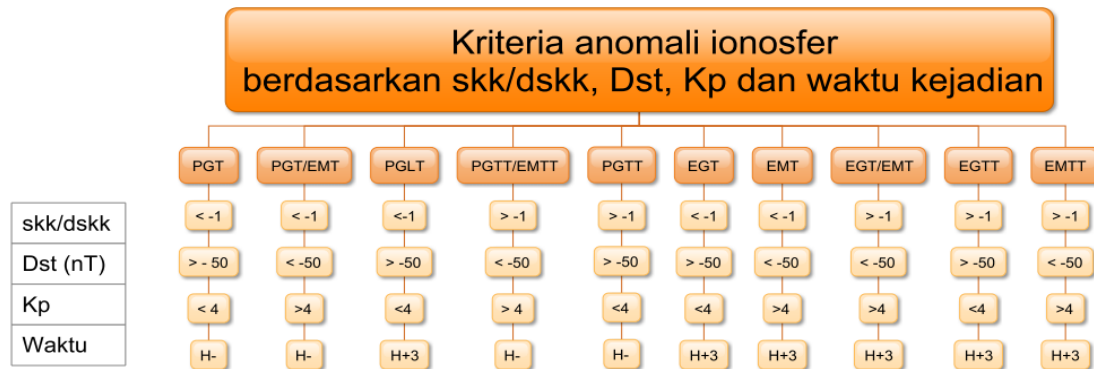 Kriteria anomali ionosfer
berdasarkan skk/dskk, Dst, Kp dan waktu kejadian
PGT PGT/EMT PGLT PGTT/EMTT PGTT EGT EMT EGT/EMT EGTT EMTT
skk/dskk < -1 < -1 <-1 > -1 > -1 < -1 < -1 > -1 > -1 > -1
Dst (nT) > - 50 < -50 > -50 < -50 > -50 > -50 < -50 < -50 > -50 < -50
Kp < 4 >4 <4 > 4 <4 <4 >4 >4 <4 >4
Waktu H- H- H+3 H- H- H+3 H+3 H+3 H+3 H+3